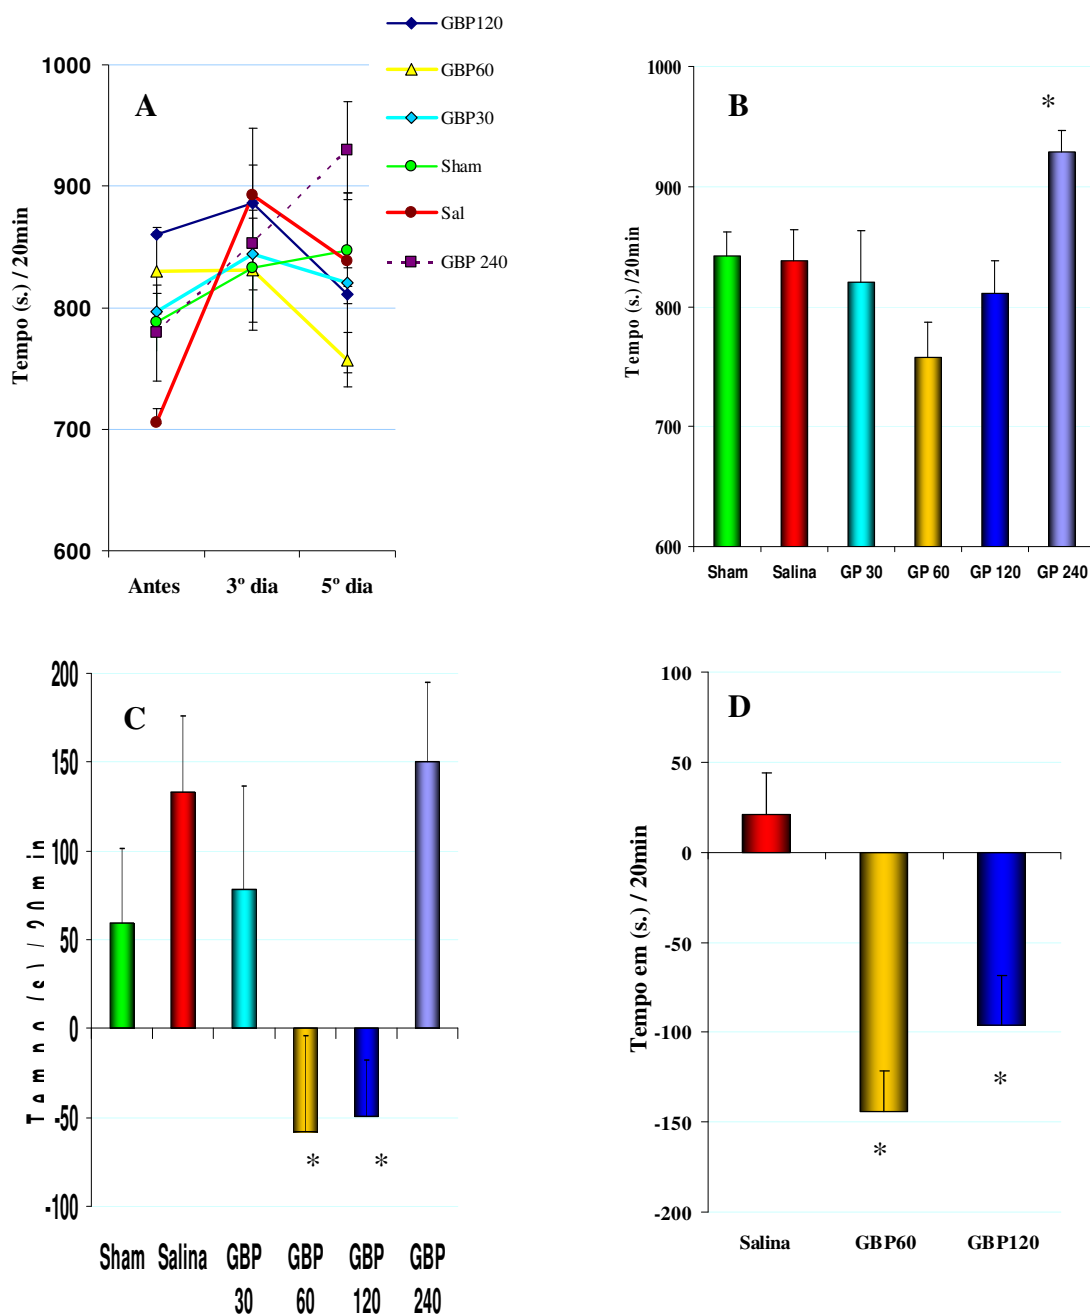 GBP120
GBP60
GBP30
Sham
Sal
GBP 240
A
Tempo (s.) / 20min
1000
900
800
700
600
Antes 3º dia 5º dia
B
*
Tempo (s.) /20min
1000
900
800
700
600
Sham Salina GP 30 GP 60 GP 120 GP 240
C
Tempo (s) / 20min
200
150
100
50
0
-50
-100
* *
Sham Salina GBP GBP GBP GBP
30 60 120 240
D
Tempo em (s.) / 20min
100
50
0
-50
-100
-150
-200
*
*
Salina GBP60 GBP120